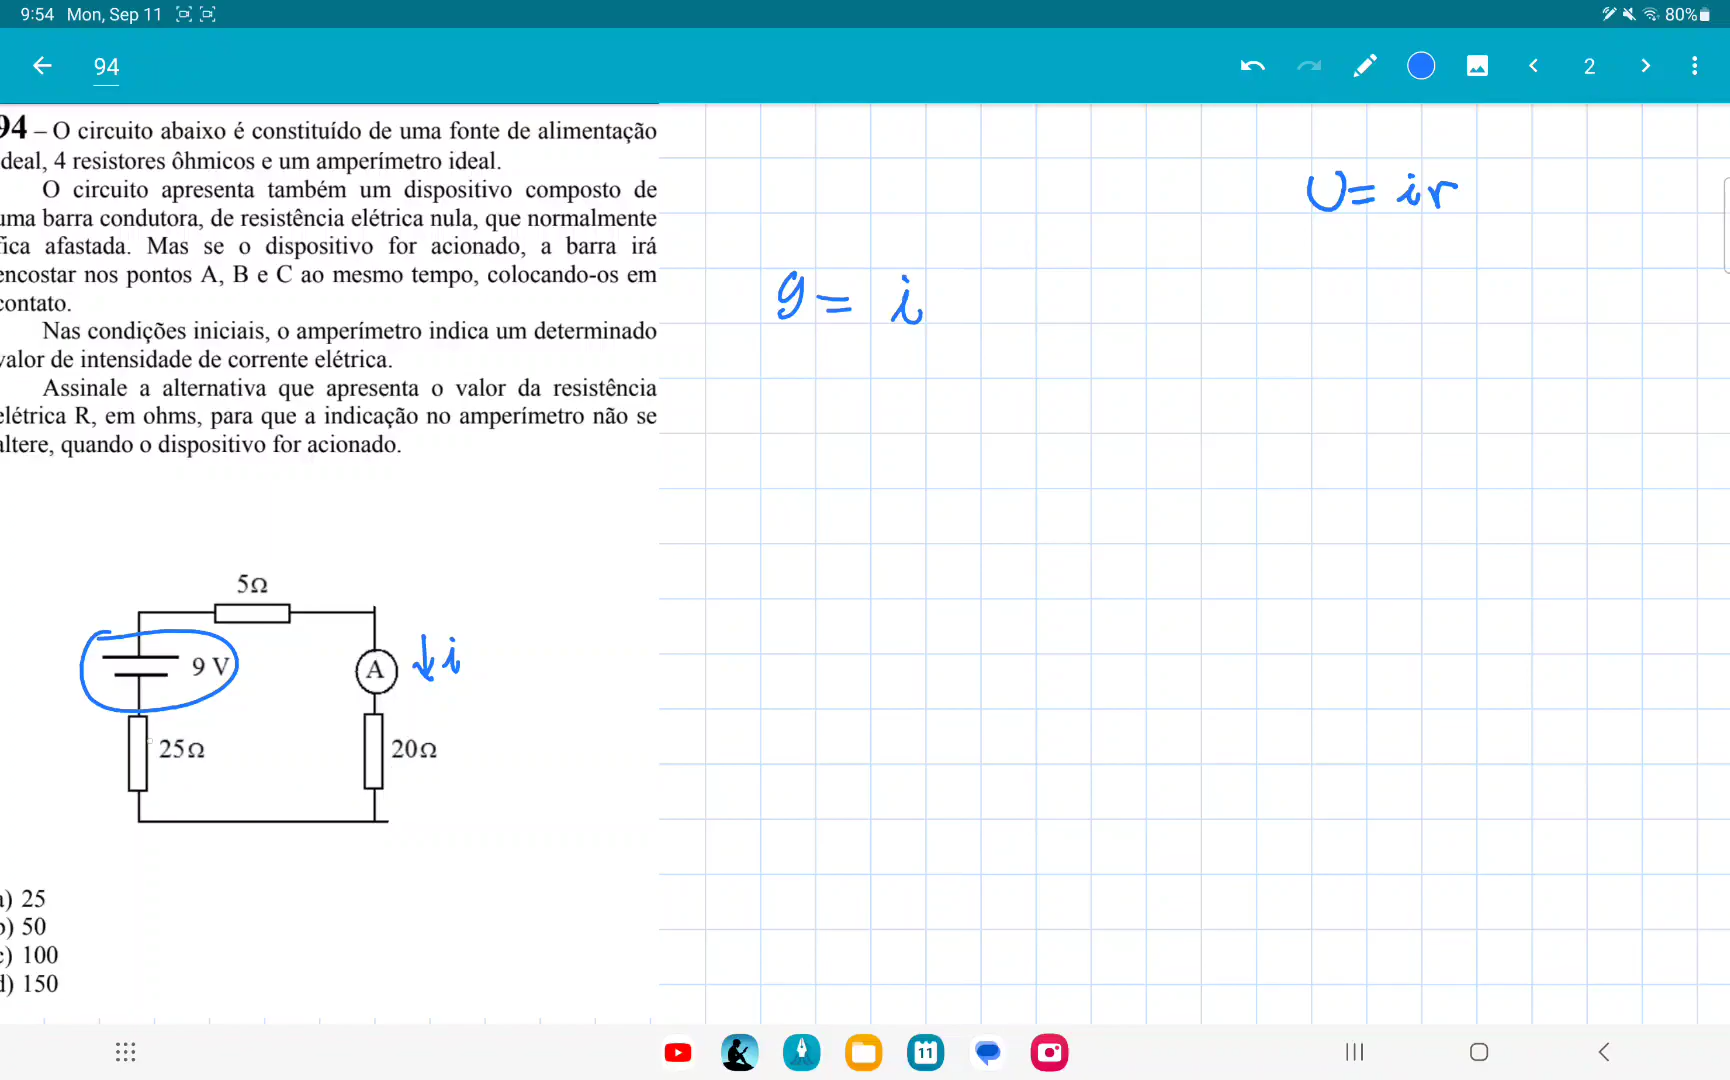 9:54 Mon, Sep 11
80%
94
2
94 – O circuito abaixo é constituído de uma fonte de alimentação
deal, 4 resistores ôhmicos e um amperímetro ideal.
O circuito apresenta também um dispositivo composto de
uma barra condutora, de resistência elétrica nula, que normalmente
fica afastada. Mas se o dispositivo for acionado, a barra irá
encostar nos pontos A, B e C ao mesmo tempo, colocando-os em
contato.
Nas condições iniciais, o amperímetro indica um determinado
valor de intensidade de corrente elétrica.
Assinale a alternativa que apresenta o valor da resistência
elétrica R, em ohms, para que a indicação no amperímetro não se
altere, quando o dispositivo for acionado.
U= ir
9= i
5Ω
9 V
A
↓i
25Ω
20Ω
a) 25
b) 50
c) 100
d) 150
11